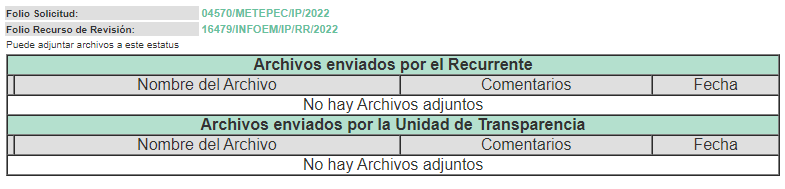 Folio Solicitud: 04570/METEPEC/IP/2022
Folio Recurso de Revisión: 16479/INFOEM/IP/RR/2022
Puede adjuntar archivos a este estatus
Archivos enviados por el Recurrente
Nombre del Archivo Comentarios Fecha
No hay Archivos adjuntos
Archivos enviados por la Unidad de Transparencia
Nombre del Archivo Comentarios Fecha
No hay Archivos adjuntos